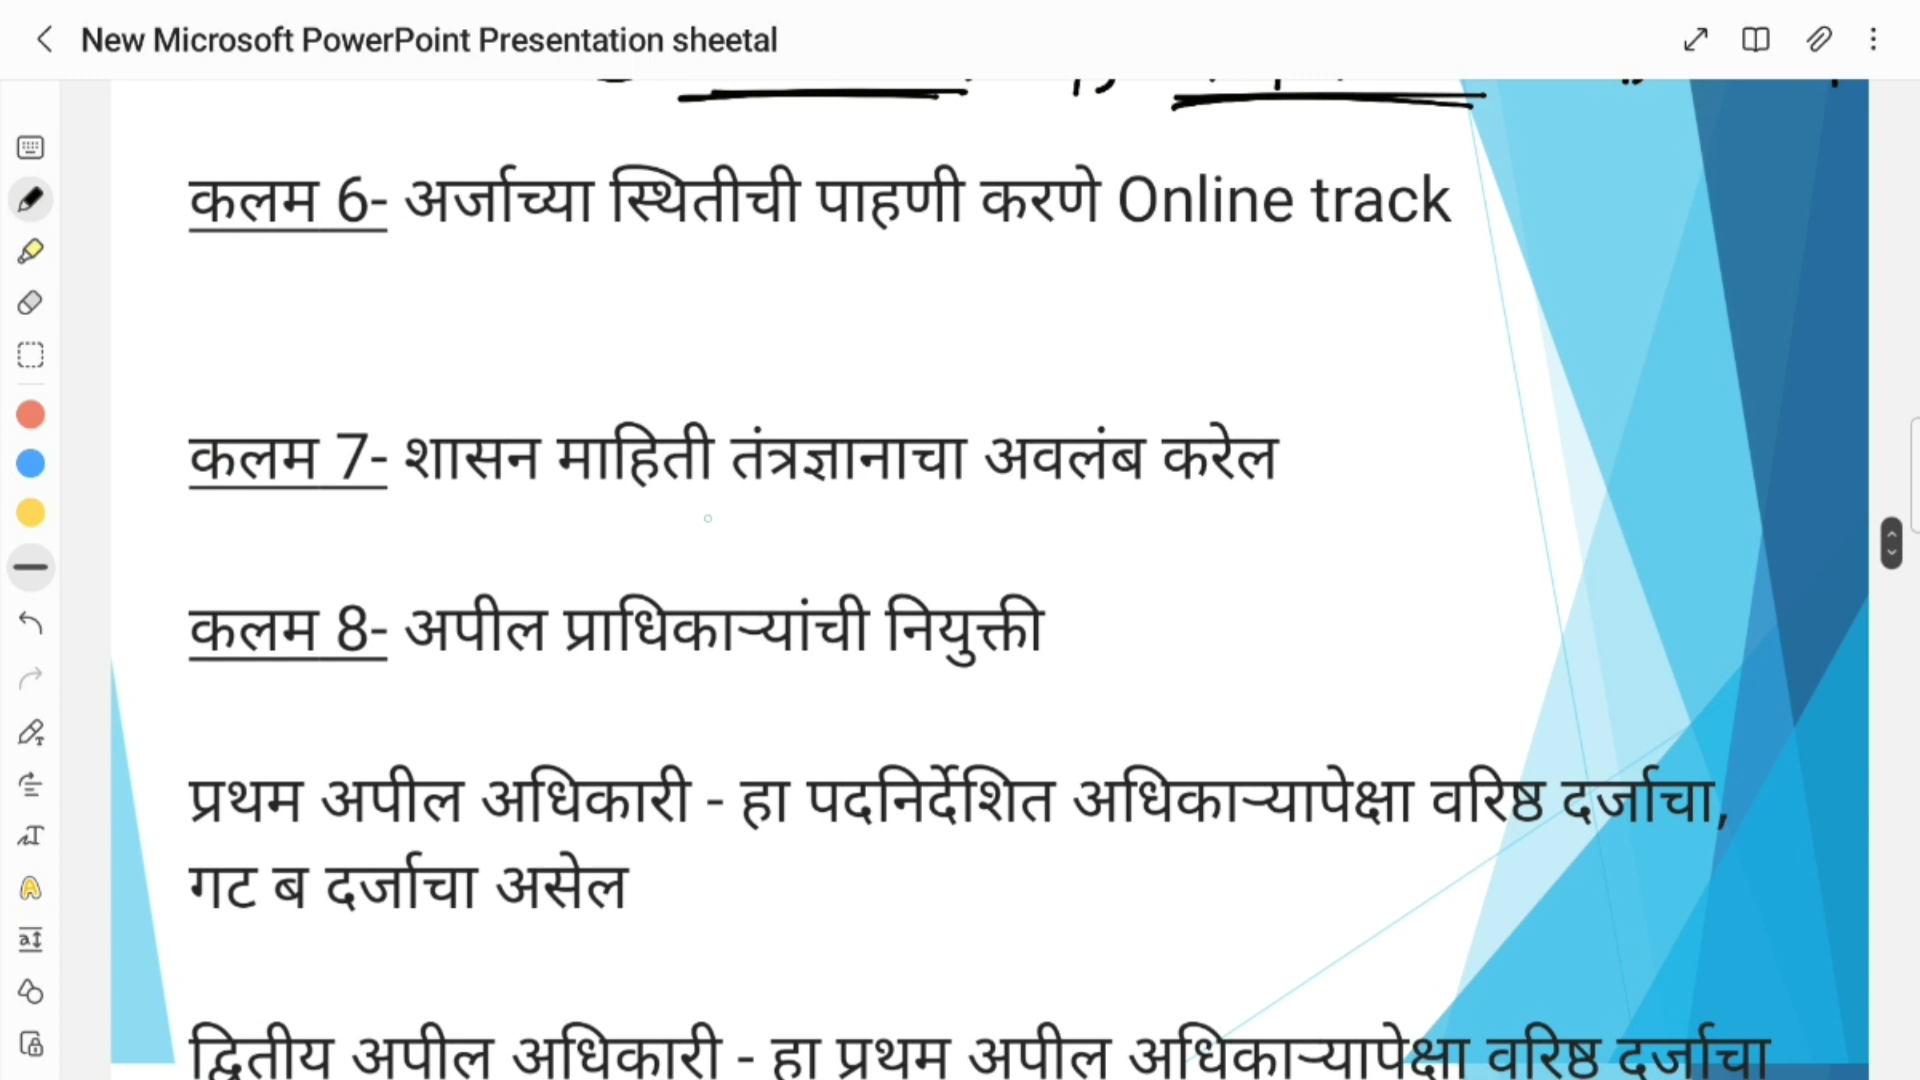 New Microsoft PowerPoint Presentation sheetal
कलम 6- अर्जाच्या स्थितीची पाहणी करणे Online track
कलम 7- शासन माहिती तंत्रज्ञानाचा अवलंब करेल
कलम 8- अपील प्राधिकाऱ्यांची नियुक्ती
प्रथम अपील अधिकारी - हा पदनिर्देशित अधिकाऱ्यापेक्षा वरिष्ठ दर्जाचा,
गट ब दर्जाचा असेल
द्वितीय अपील अधिकारी - हा प्रथम अपील अधिकाऱ्यापेक्षा वरिष्ठ दर्जाचा